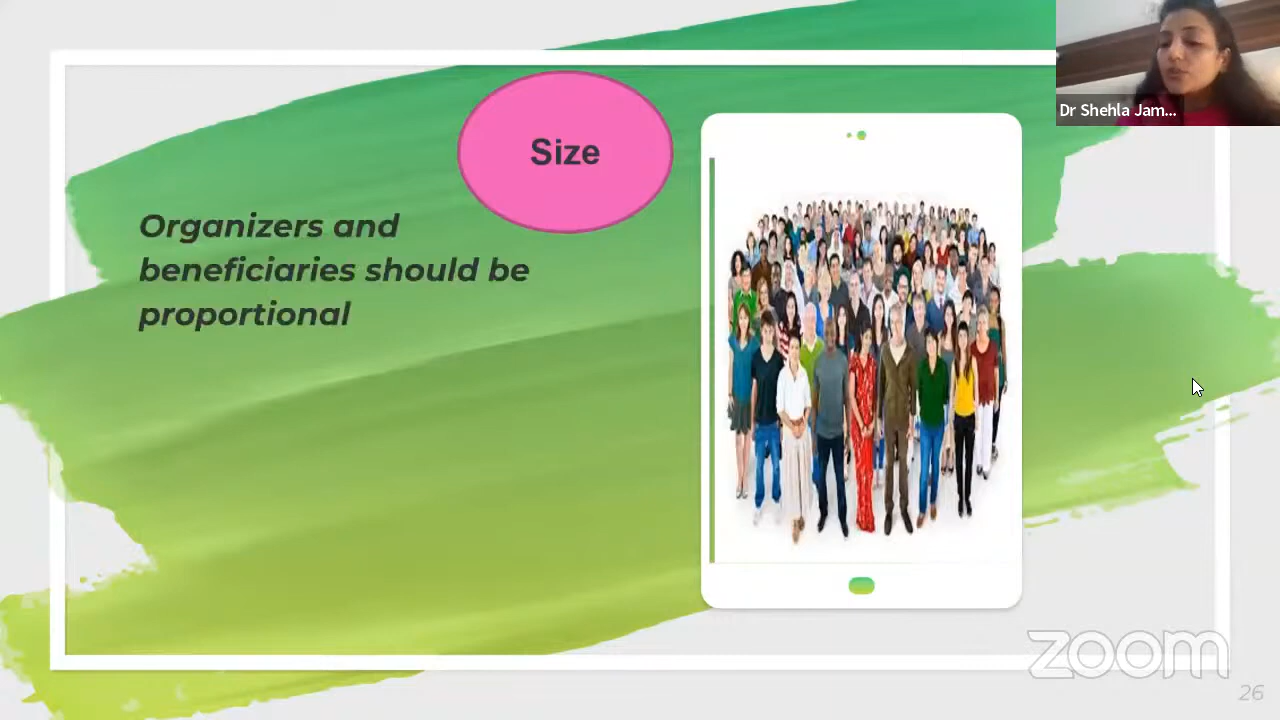 Size
Organizers and
beneficiaries should be
proportional
Dr Shehla Jam...
zoom
26